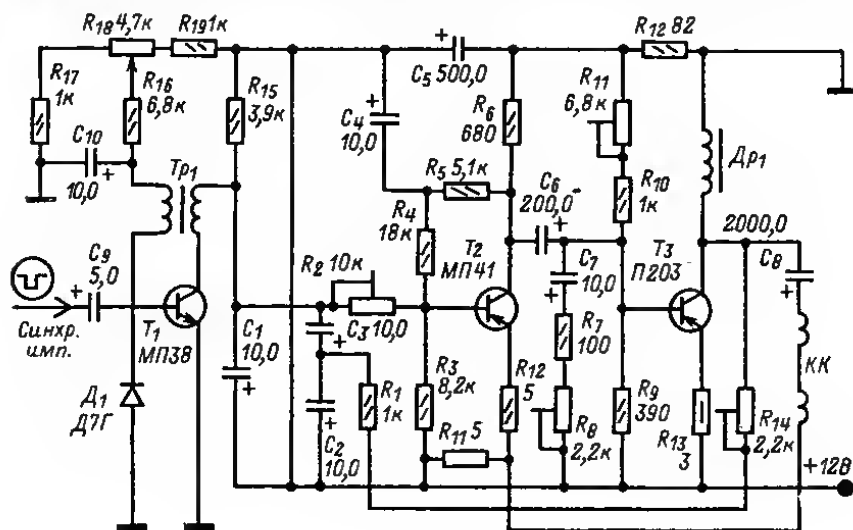 R18 4,7к
R19 1к
R12 82
R17
1к
R16
6,8к
R15
3,9к
C5 500,0
C4
10,0
R6
680
R11
6,8к
Др1
C10
10,0
Тр1
R5 5,1к
R4
18к
C6
200,0
R10
1к
2000,0
C8
C9
5,0
R2 10к
Т2
МП41
C7
10,0
Т3
П203
Синхр.
имп.
Т1
МП38
C1
10,0
C3 10,0
R7
100
КК
Д1
Д7Г
R1
1к
R3
8,2к
R12
5
R9
390
R8
2,2к
R13
3
R14
2,2к
C2
10,0
R11 5
+12В